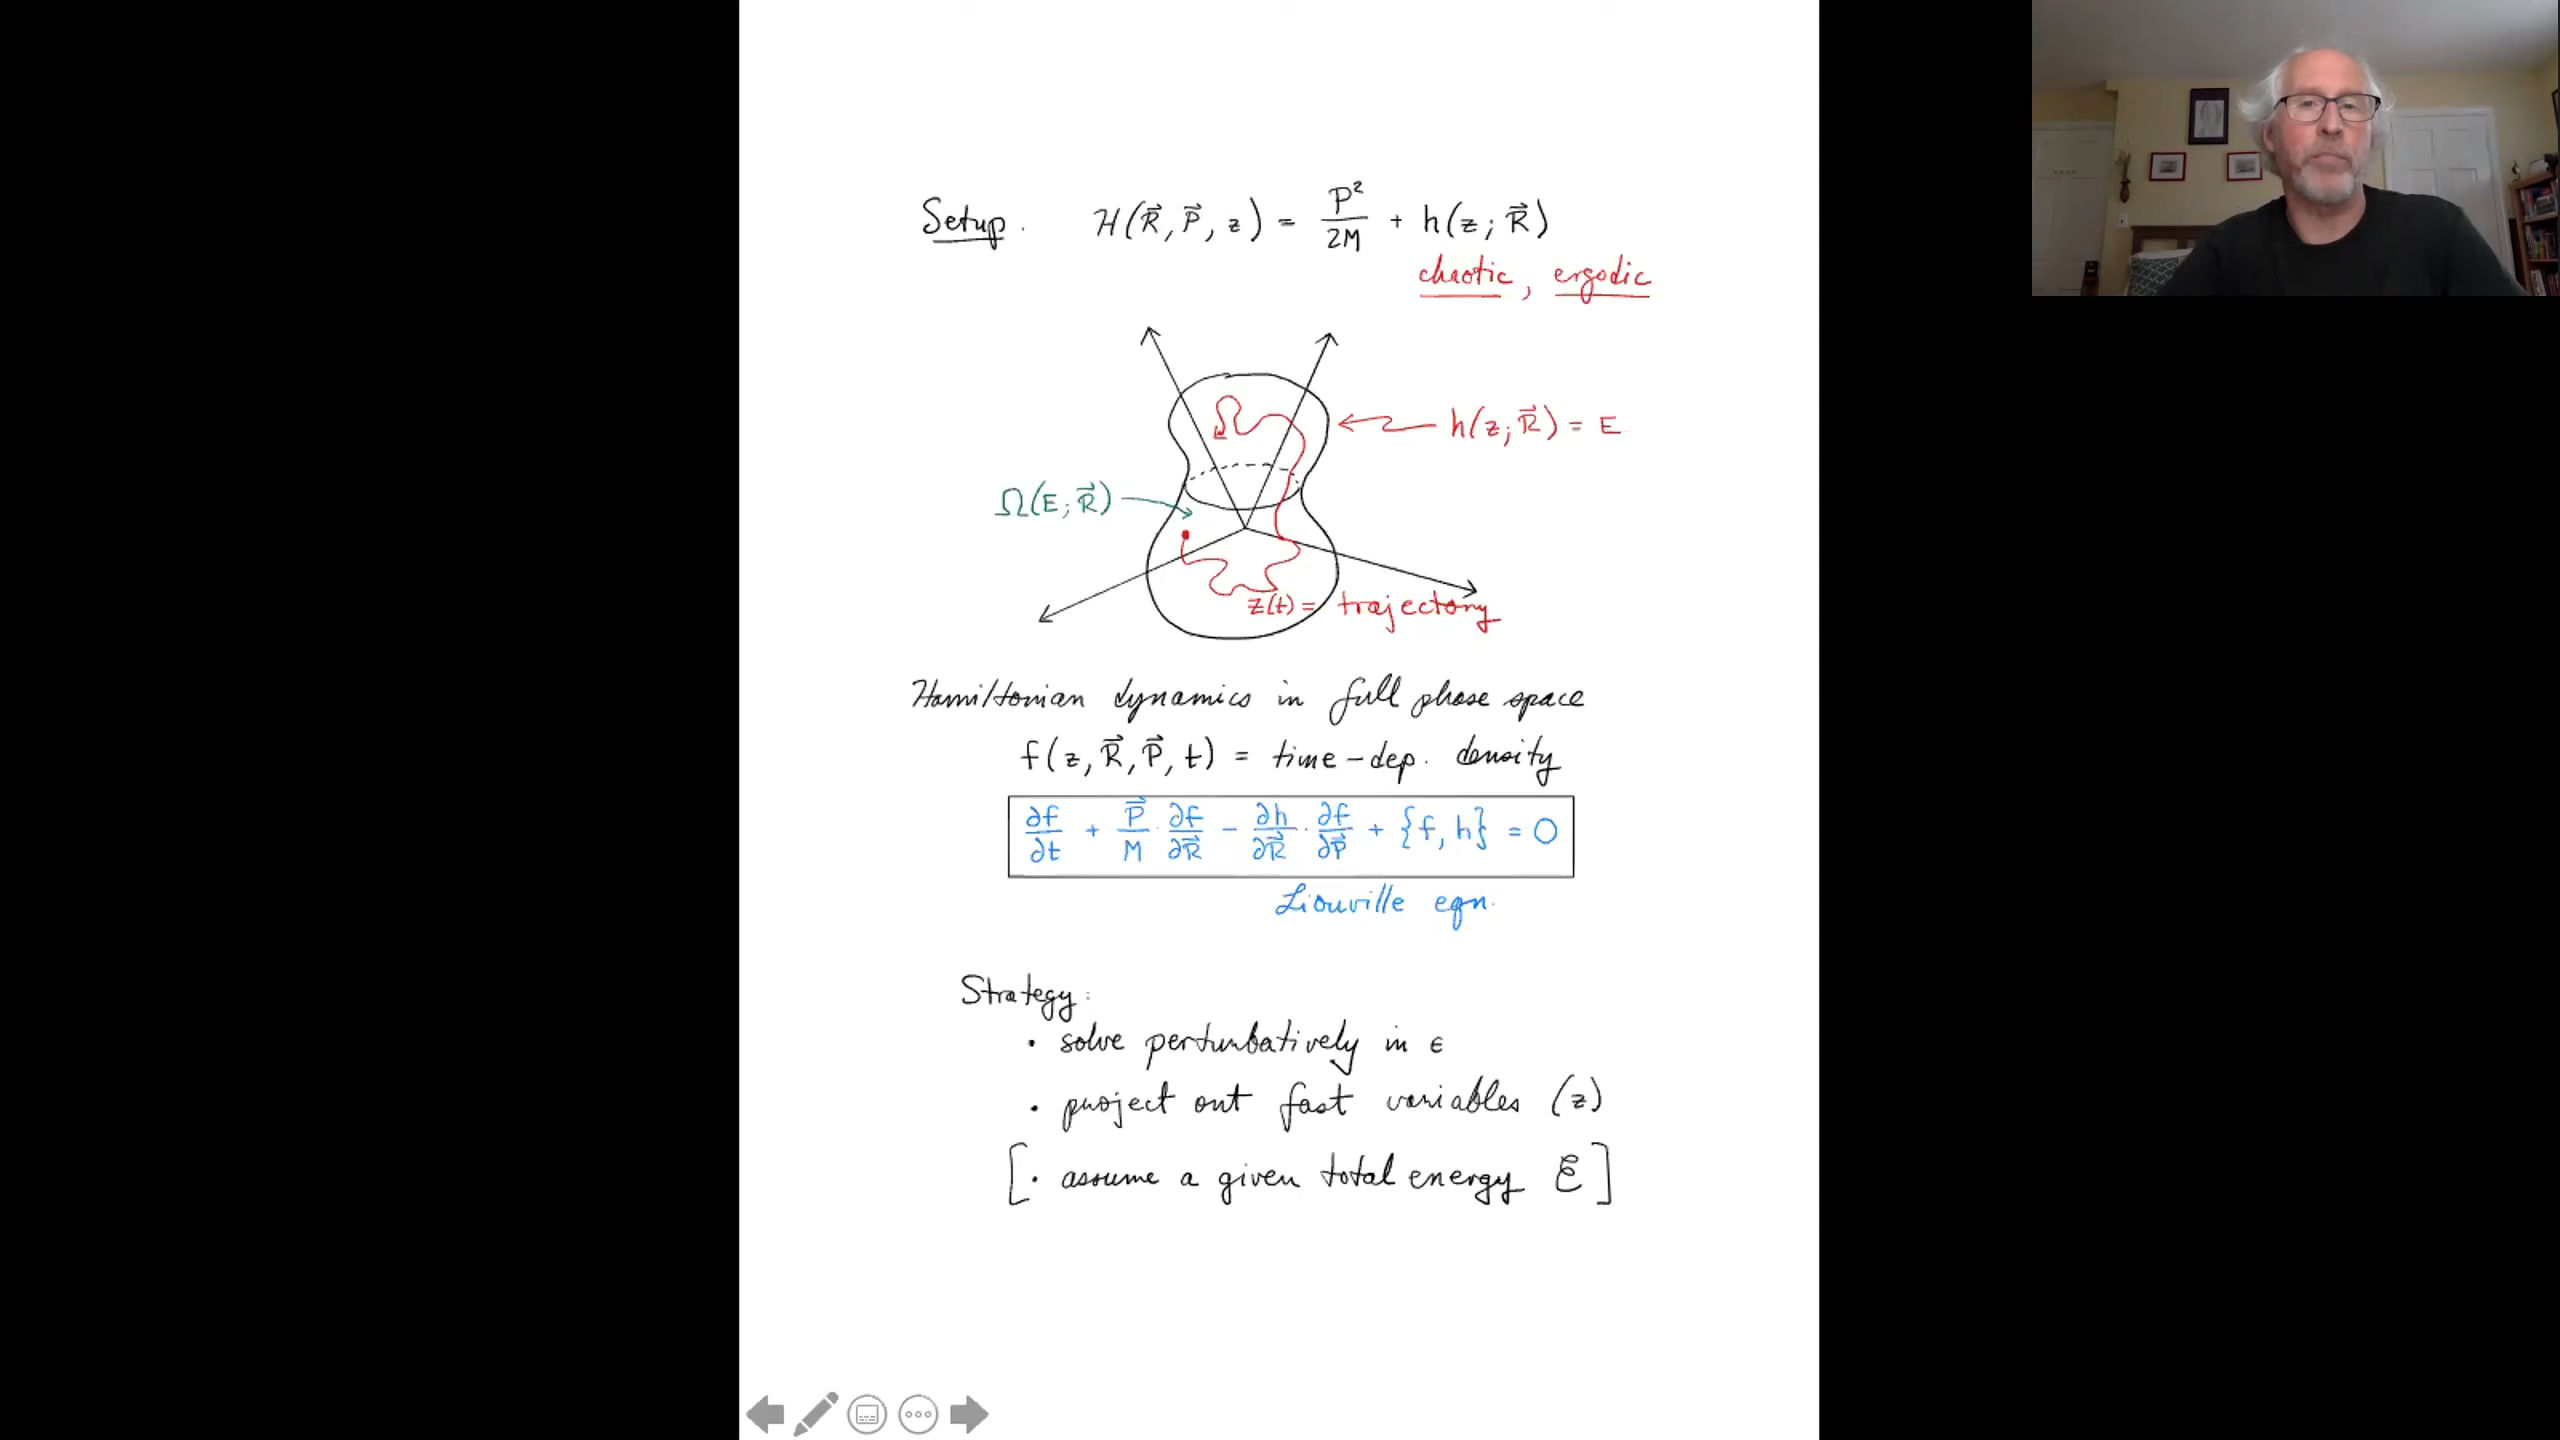 Setup. H(R⃗, P⃗, z) = P²/2M + h(z; R⃗)
chaotic, ergodic
h(z; R⃗) = E
Ω(E; R⃗)
z(t) = trajectory
Hamiltonian dynamics in full phase space
f(z, R⃗, P⃗, t) = time-dep. density
∂f/∂t + P⃗/M · ∂f/∂R⃗ - ∂h/∂R⃗ · ∂f/∂P⃗ + {f, h} = 0
Liouville eqn.
Strategy:
• solve perturbatively in ε
• project out fast variables (z)
[• assume a given total energy ℰ]